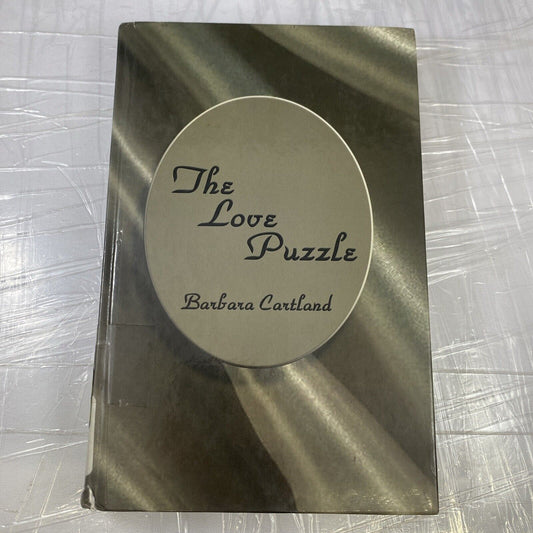 The
Love
Puzzle
Barbara Cartland